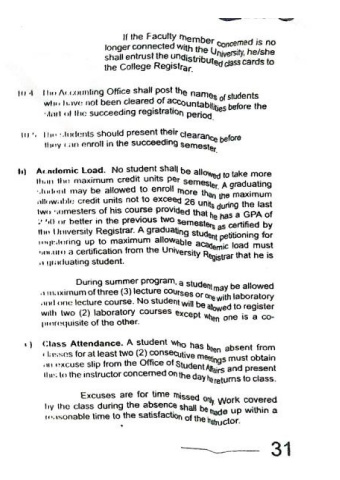 If the Faculty member concerned is no
longer connected with the University, he/she
shall entrust the undistributed class cards to
the College Registrar.
10.4 The Accounting Office shall post the names of students
who have not been cleared of accountabilities before the
start of the succeeding registration period.
10.5 The students should present their clearance before
they can enroll in the succeeding semester.
b) Academic Load. No student shall be allowed to take more
than the maximum credit units per semester. A graduating
student may be allowed to enroll more than the maximum
allowable credit units not to exceed 26 units during the last
two semesters of his course provided that he has a GPA of
2.50 or better in the previous two semesters as certified by
the University Registrar. A graduating student petitioning for
registering up to maximum allowable academic load must
secure a certification from the University Registrar that he is
a graduating student.
During summer program, a student may be allowed
a maximum of three (3) lecture courses or one with laboratory
and one lecture course. No student will be allowed to register
with two (2) laboratory courses except when one is a co-
prerequisite of the other.
c) Class Attendance. A student who has been absent from
classes for at least two (2) consecutive meetings must obtain
an excuse slip from the Office of Student Affairs and present
this to the instructor concerned on the day he returns to class.
Excuses are for time missed only. Work covered
by the class during the absence shall be made up within a
reasonable time to the satisfaction of the instructor.
31